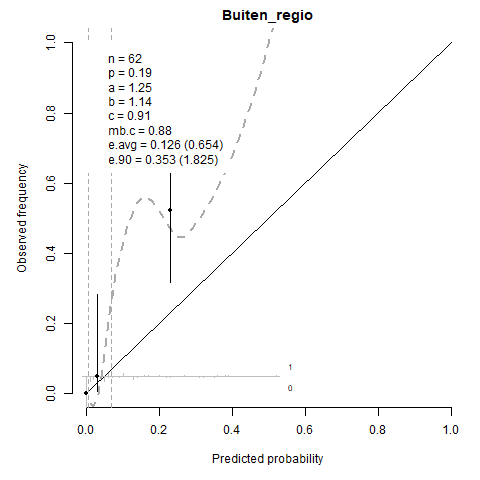 Buiten_regio
n = 62
p = 0.19
a = 1.25
b = 1.14
c = 0.91
mb.c = 0.88
e.avg = 0.126 (0.654)
e.90 = 0.353 (1.825)
Observed frequency
1.0
0.8
0.6
0.4
0.2
0.0
1
0
0.0 0.2 0.4 0.6 0.8 1.0
Predicted probability